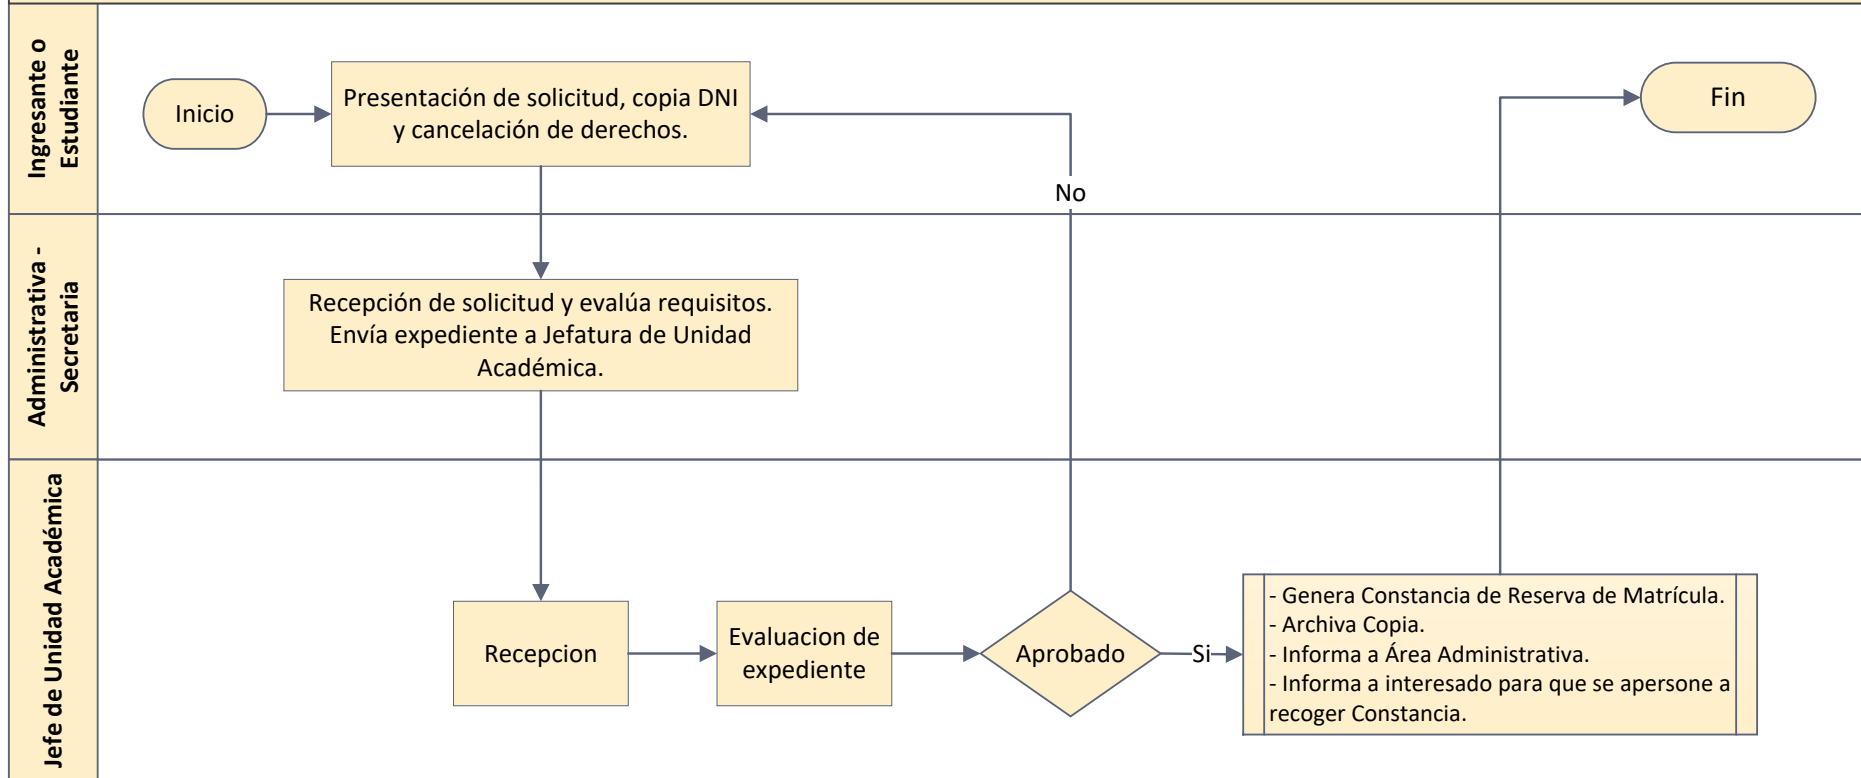 Ingresante o
Estudiante
Inicio
Presentación de solicitud, copia DNI
y cancelación de derechos.
No
Fin
Administrativa -
Secretaria
Recepción de solicitud y evalúa requisitos.
Envía expediente a Jefatura de Unidad
Académica.
Jefe de Unidad Académica
Recepcion
Evaluacion de
expediente
Aprobado
Si
- Genera Constancia de Reserva de Matrícula.
- Archiva Copia.
- Informa a Área Administrativa.
- Informa a interesado para que se apersone a
recoger Constancia.